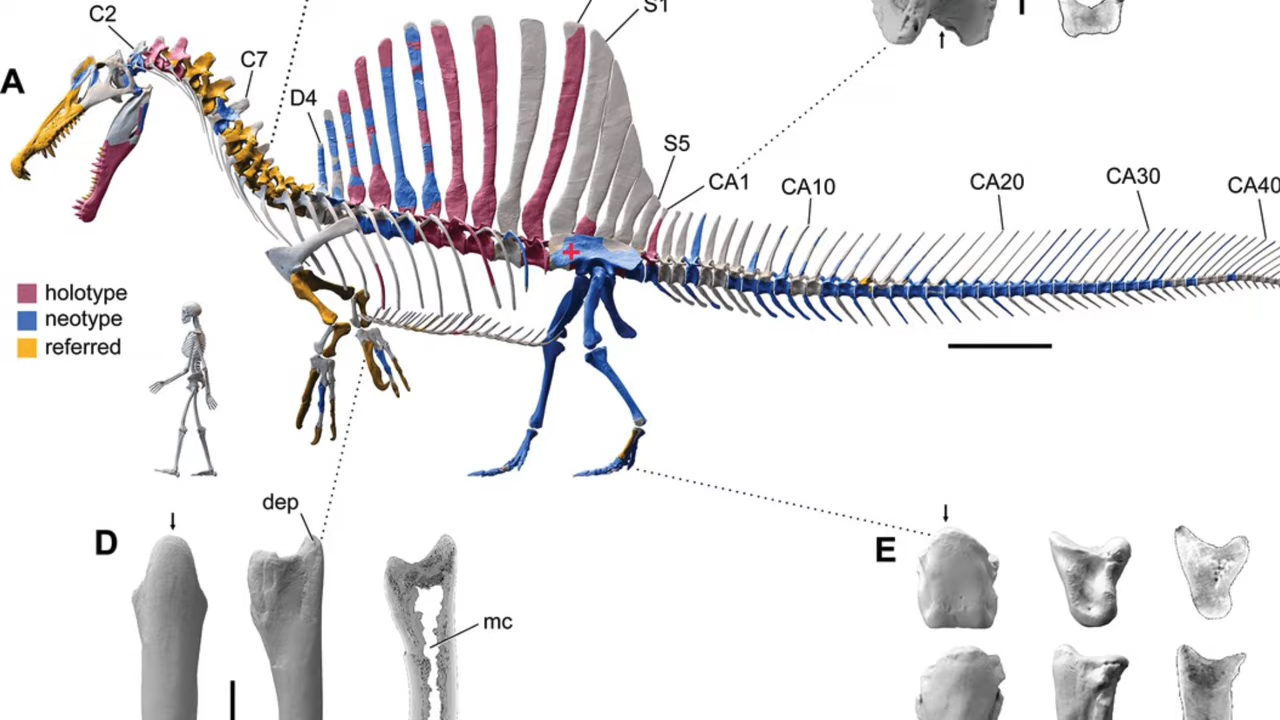 S1
C2
A
C7
D4
S5
CA1
CA10
CA20
CA30
CA40
holotype
neotype
referred
dep
D
E
mc